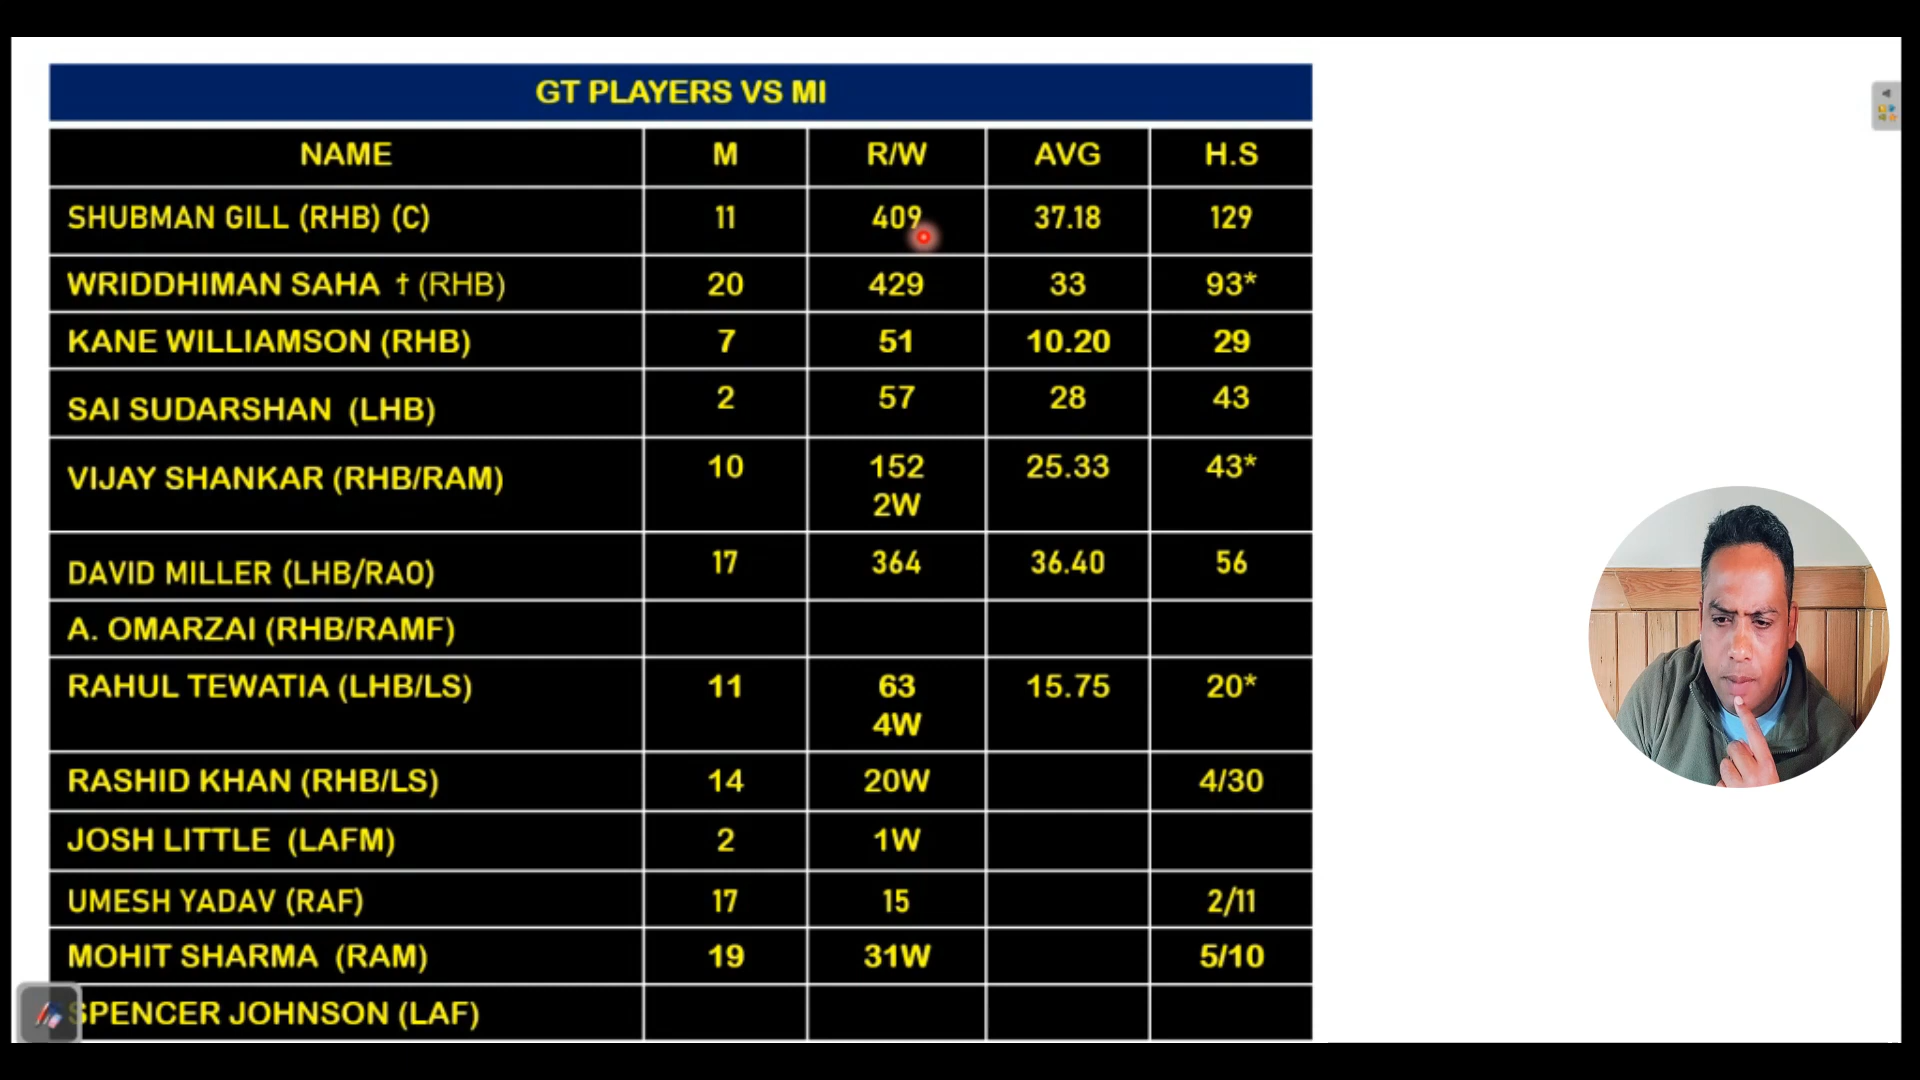 GT PLAYERS VS MI
NAME M R/W AVG H.S
SHUBMAN GILL (RHB) (C) 11 409 37.18 129
WRIDDHIMAN SAHA † (RHB) 20 429 33 93*
KANE WILLIAMSON (RHB) 7 51 10.20 29
SAI SUDARSHAN (LHB) 2 57 28 43
VIJAY SHANKAR (RHB/RAM) 10 152 25.33 43*
2W
DAVID MILLER (LHB/RAO) 17 364 36.40 56
A. OMARZAI (RHB/RAMF)
RAHUL TEWATIA (LHB/LS) 11 63 15.75 20*
4W
RASHID KHAN (RHB/LS) 14 20W 4/30
JOSH LITTLE (LAFM) 2 1W
UMESH YADAV (RAF) 17 15 2/11
MOHIT SHARMA (RAM) 19 31W 5/10
SPENCER JOHNSON (LAF)